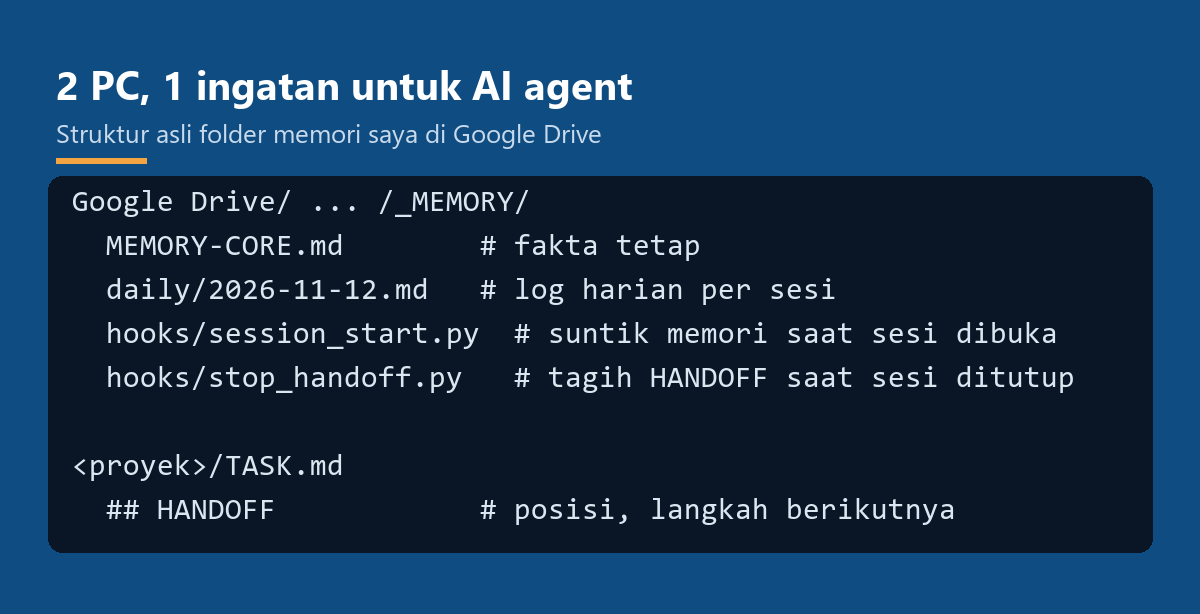 2 PC, 1 ingatan untuk AI agent
Struktur asli folder memori saya di Google Drive
Google Drive/ ... /_MEMORY/
  MEMORY-CORE.md        # fakta tetap
  daily/2026-11-12.md   # log harian per sesi
  hooks/session_start.py  # suntik memori saat sesi dibuka
  hooks/stop_handoff.py   # tagih HANDOFF saat sesi ditutup
<proyek>/TASK.md
  ## HANDOFF            # posisi, langkah berikutnya